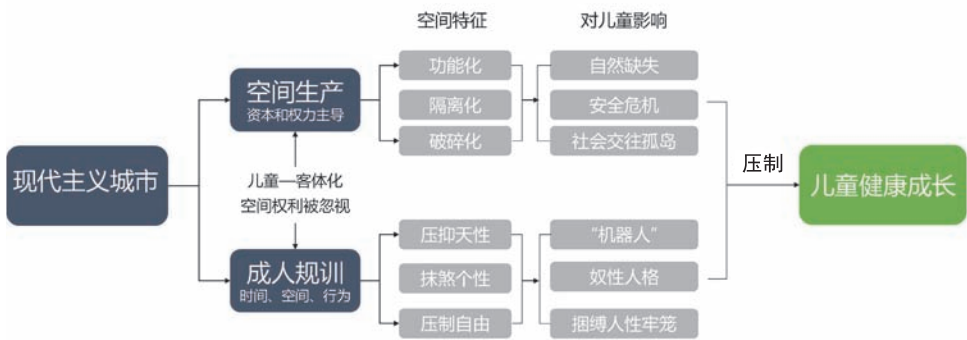 空间特征
对儿童影响
功能化
自然缺失
空间生产
资本和权力主导
隔离化
安全危机
破碎化
社会交往孤岛
现代主义城市
儿童—客体化
空间权利被忽视
压制
儿童健康成长
压抑天性
“机器人”
成人规训
时间、空间、行为
抹煞个性
奴性人格
压制自由
捆缚人性牢笼